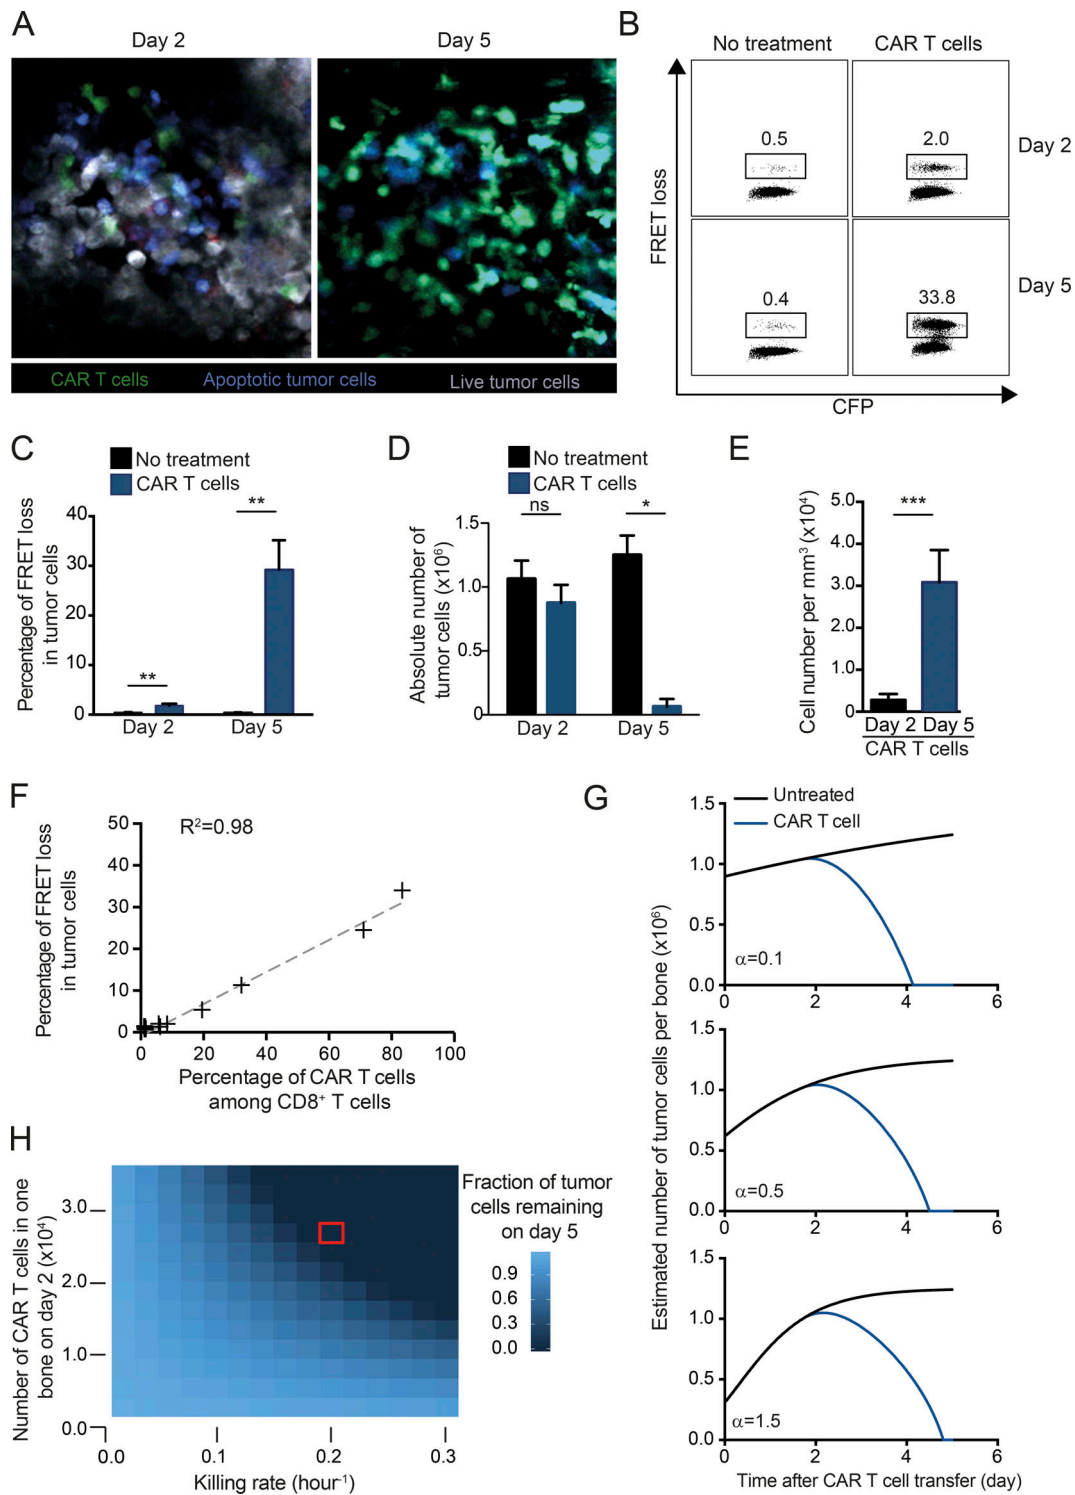 A
Day 2
Day 5
CAR T cells
Apoptotic tumor cells
Live tumor cells
B
No treatment
CAR T cells
FRET loss
0.5
2.0
Day 2
0.4
33.8
Day 5
CFP
C
No treatment
CAR T cells
Percentage of FRET loss
in tumor cells
40
30
20
10
0
**
**
Day 2
Day 5
D
No treatment
CAR T cells
Absolute number of
tumor cells (x10⁶)
1.5
1.0
0.5
0
ns
*
Day 2
Day 5
E
Cell number per mm³ (x10⁴)
5.0
4.0
3.0
2.0
1.0
0
***
Day 2
Day 5
CAR T cells
F
R²=0.98
Percentage of FRET loss
in tumor cells
50
40
30
20
10
0
0
20
40
60
80
100
Percentage of CAR T cells
among CD8⁺ T cells
G
Untreated
CAR T cell
Estimated number of tumor cells per bone (x10⁶)
1.5
1.0
0.5
0.0
α=0.1
0
2
4
6
1.5
1.0
0.5
0.0
α=0.5
0
2
4
6
1.5
1.0
0.5
0.0
α=1.5
0
2
4
6
Time after CAR T cell transfer (day)
H
Number of CAR T cells in one
bone on day 2 (x10⁴)
3.0
2.0
1.0
0.0
0.0
0.1
0.2
0.3
Killing rate (hour⁻¹)
Fraction of tumor
cells remaining
on day 5
0.9
0.6
0.3
0.0